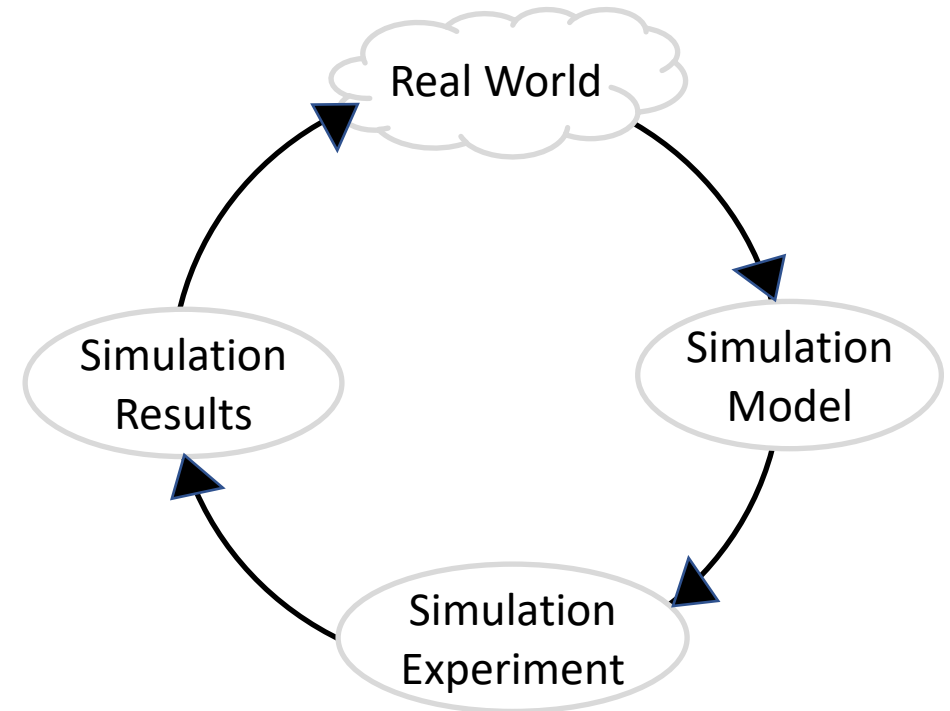 Real World
Simulation
Model
Simulation
Experiment
Simulation
Results